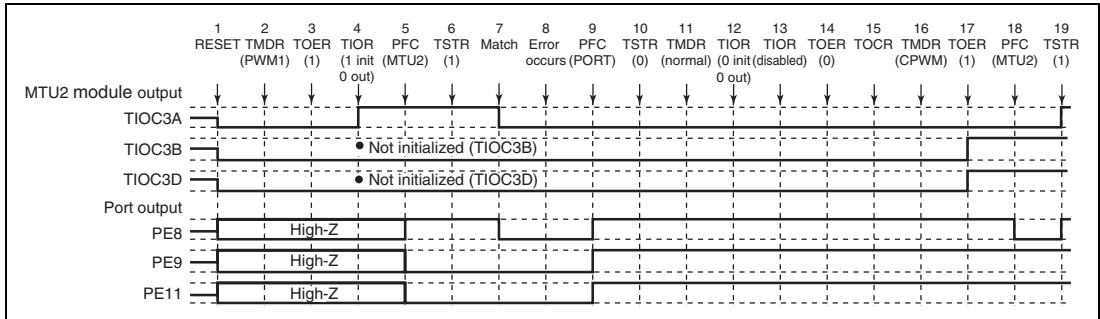 1 2 3 4 5 6 7 8 9 10 11 12 13 14 15 16 17 18 19
RESET TMDR TOER TIOR PFC TSTR Match Error PFC TSTR TMDR TIOR TIOR TOER TOCR TMDR TOER PFC TSTR
(PWM1) (1) (1 init (MTU2) (1) occurs (PORT) (0) (normal) (0 init (disabled) (0) (CPWM) (1) (MTU2) (1)
0 out) 0 out)
MTU2 module output
TIOC3A
TIOC3B • Not initialized (TIOC3B)
TIOC3D • Not initialized (TIOC3D)
Port output
PE8 High-Z
PE9 High-Z
PE11 High-Z